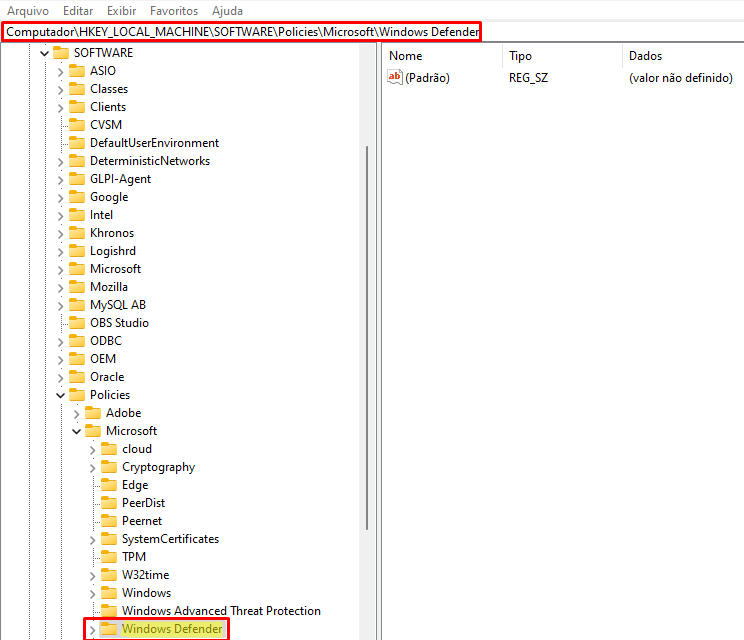 Arquivo Editar Exibir Favoritos Ajuda
Computador\HKEY_LOCAL_MACHINE\SOFTWARE\Policies\Microsoft\Windows Defender
SOFTWARE
ASIO
Classes
Clients
CVSM
DefaultUserEnvironment
DeterministicNetworks
GLPI-Agent
Google
Intel
Khronos
Logishrd
Microsoft
Mozilla
MySQL AB
OBS Studio
ODBC
OEM
Oracle
Policies
Adobe
Microsoft
cloud
Cryptography
Edge
PeerDist
Peernet
SystemCertificates
TPM
W32time
Windows
Windows Advanced Threat Protection
Windows Defender
Nome Tipo Dados
ab (Padrão) REG_SZ (valor não definido)